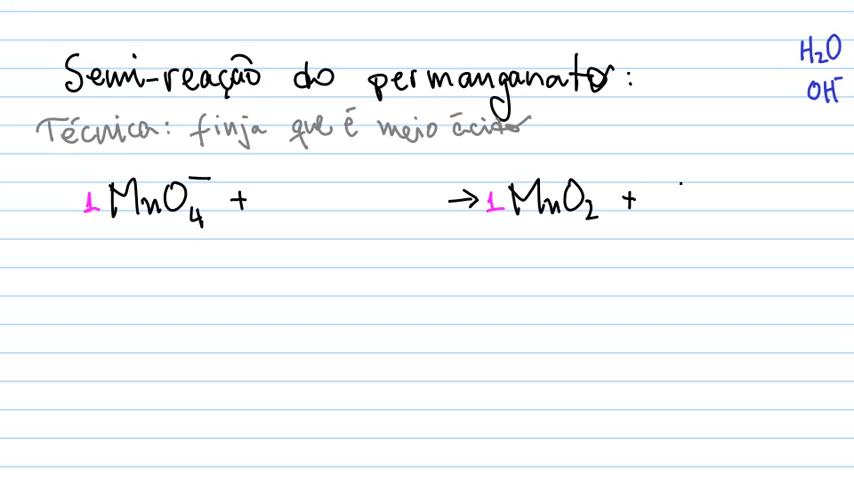 Semi-reação do permanganato:
H₂O
OH⁻
Técnica: finja que é meio ácido
1 MnO₄⁻ + → 1 MnO₂ +